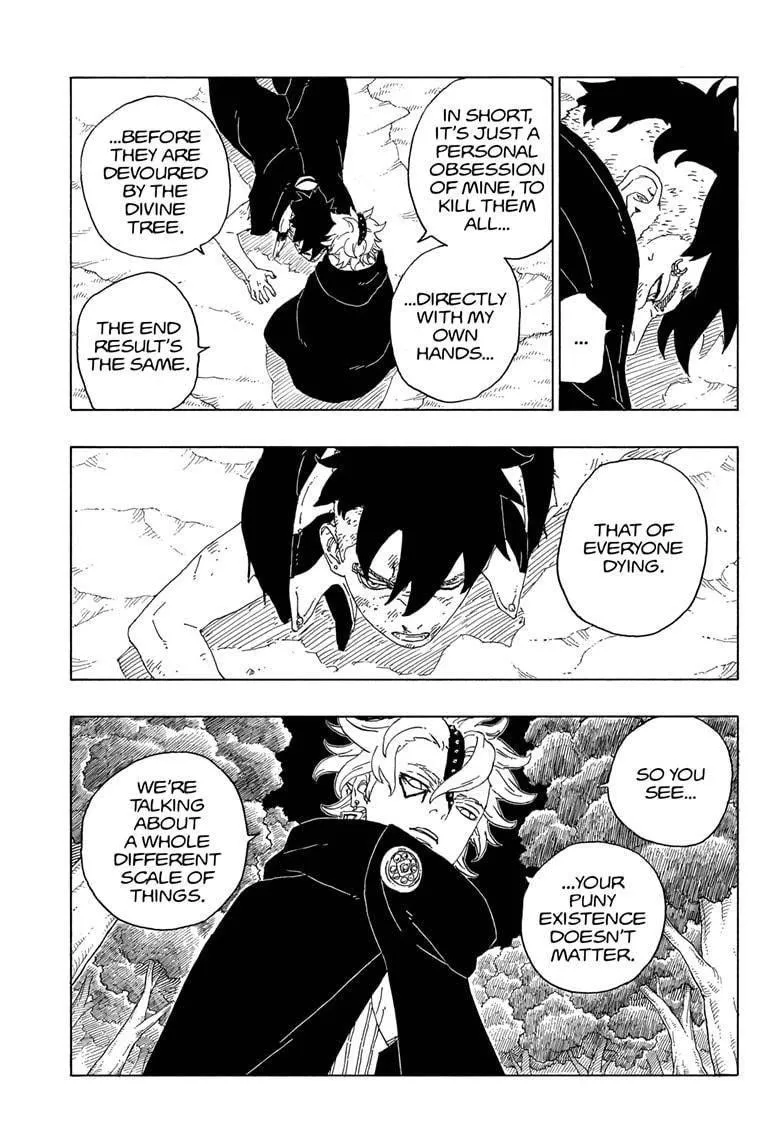 ...
IN SHORT,
IT'S JUST A
PERSONAL
OBSESSION
OF MINE, TO
KILL THEM
ALL...
...DIRECTLY
WITH MY
OWN
HANDS...
...BEFORE
THEY ARE
DEVOURED
BY THE
DIVINE
TREE.
THE END
RESULT'S
THE SAME.
THAT OF
EVERYONE
DYING.
SO YOU
SEE...
...YOUR
PUNY
EXISTENCE
DOESN'T
MATTER.
WE'RE
TALKING
ABOUT
A WHOLE
DIFFERENT
SCALE OF
THINGS.